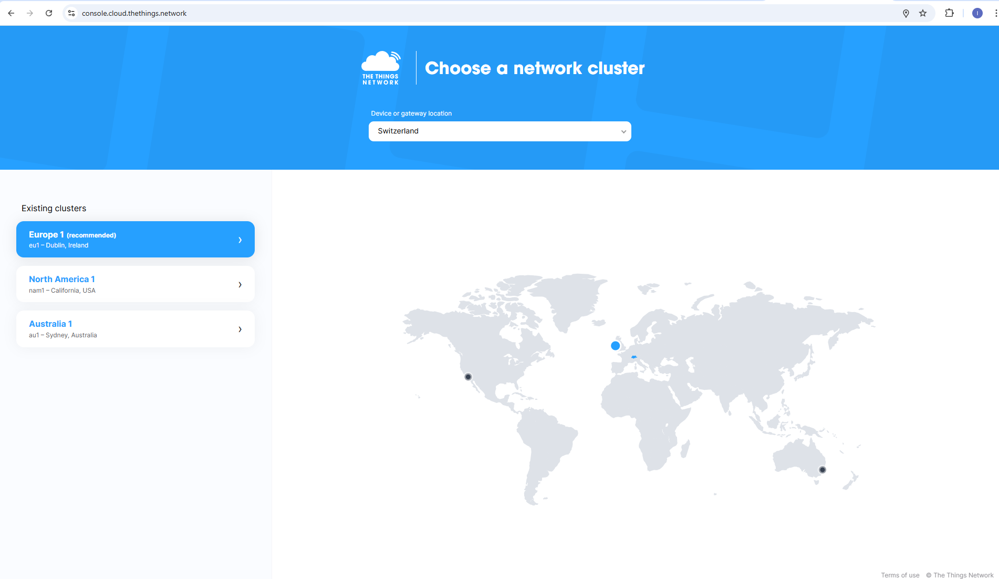 console.cloud.thethings.network
I
THE THINGS
NETWORK
Choose a network cluster
Device or gateway location
Switzerland
Existing clusters
Europe 1 (recommended)
eu1 – Dublin, Ireland
North America 1
nam1 – California, USA
Australia 1
au1 – Sydney, Australia
Terms of use © The Things Network